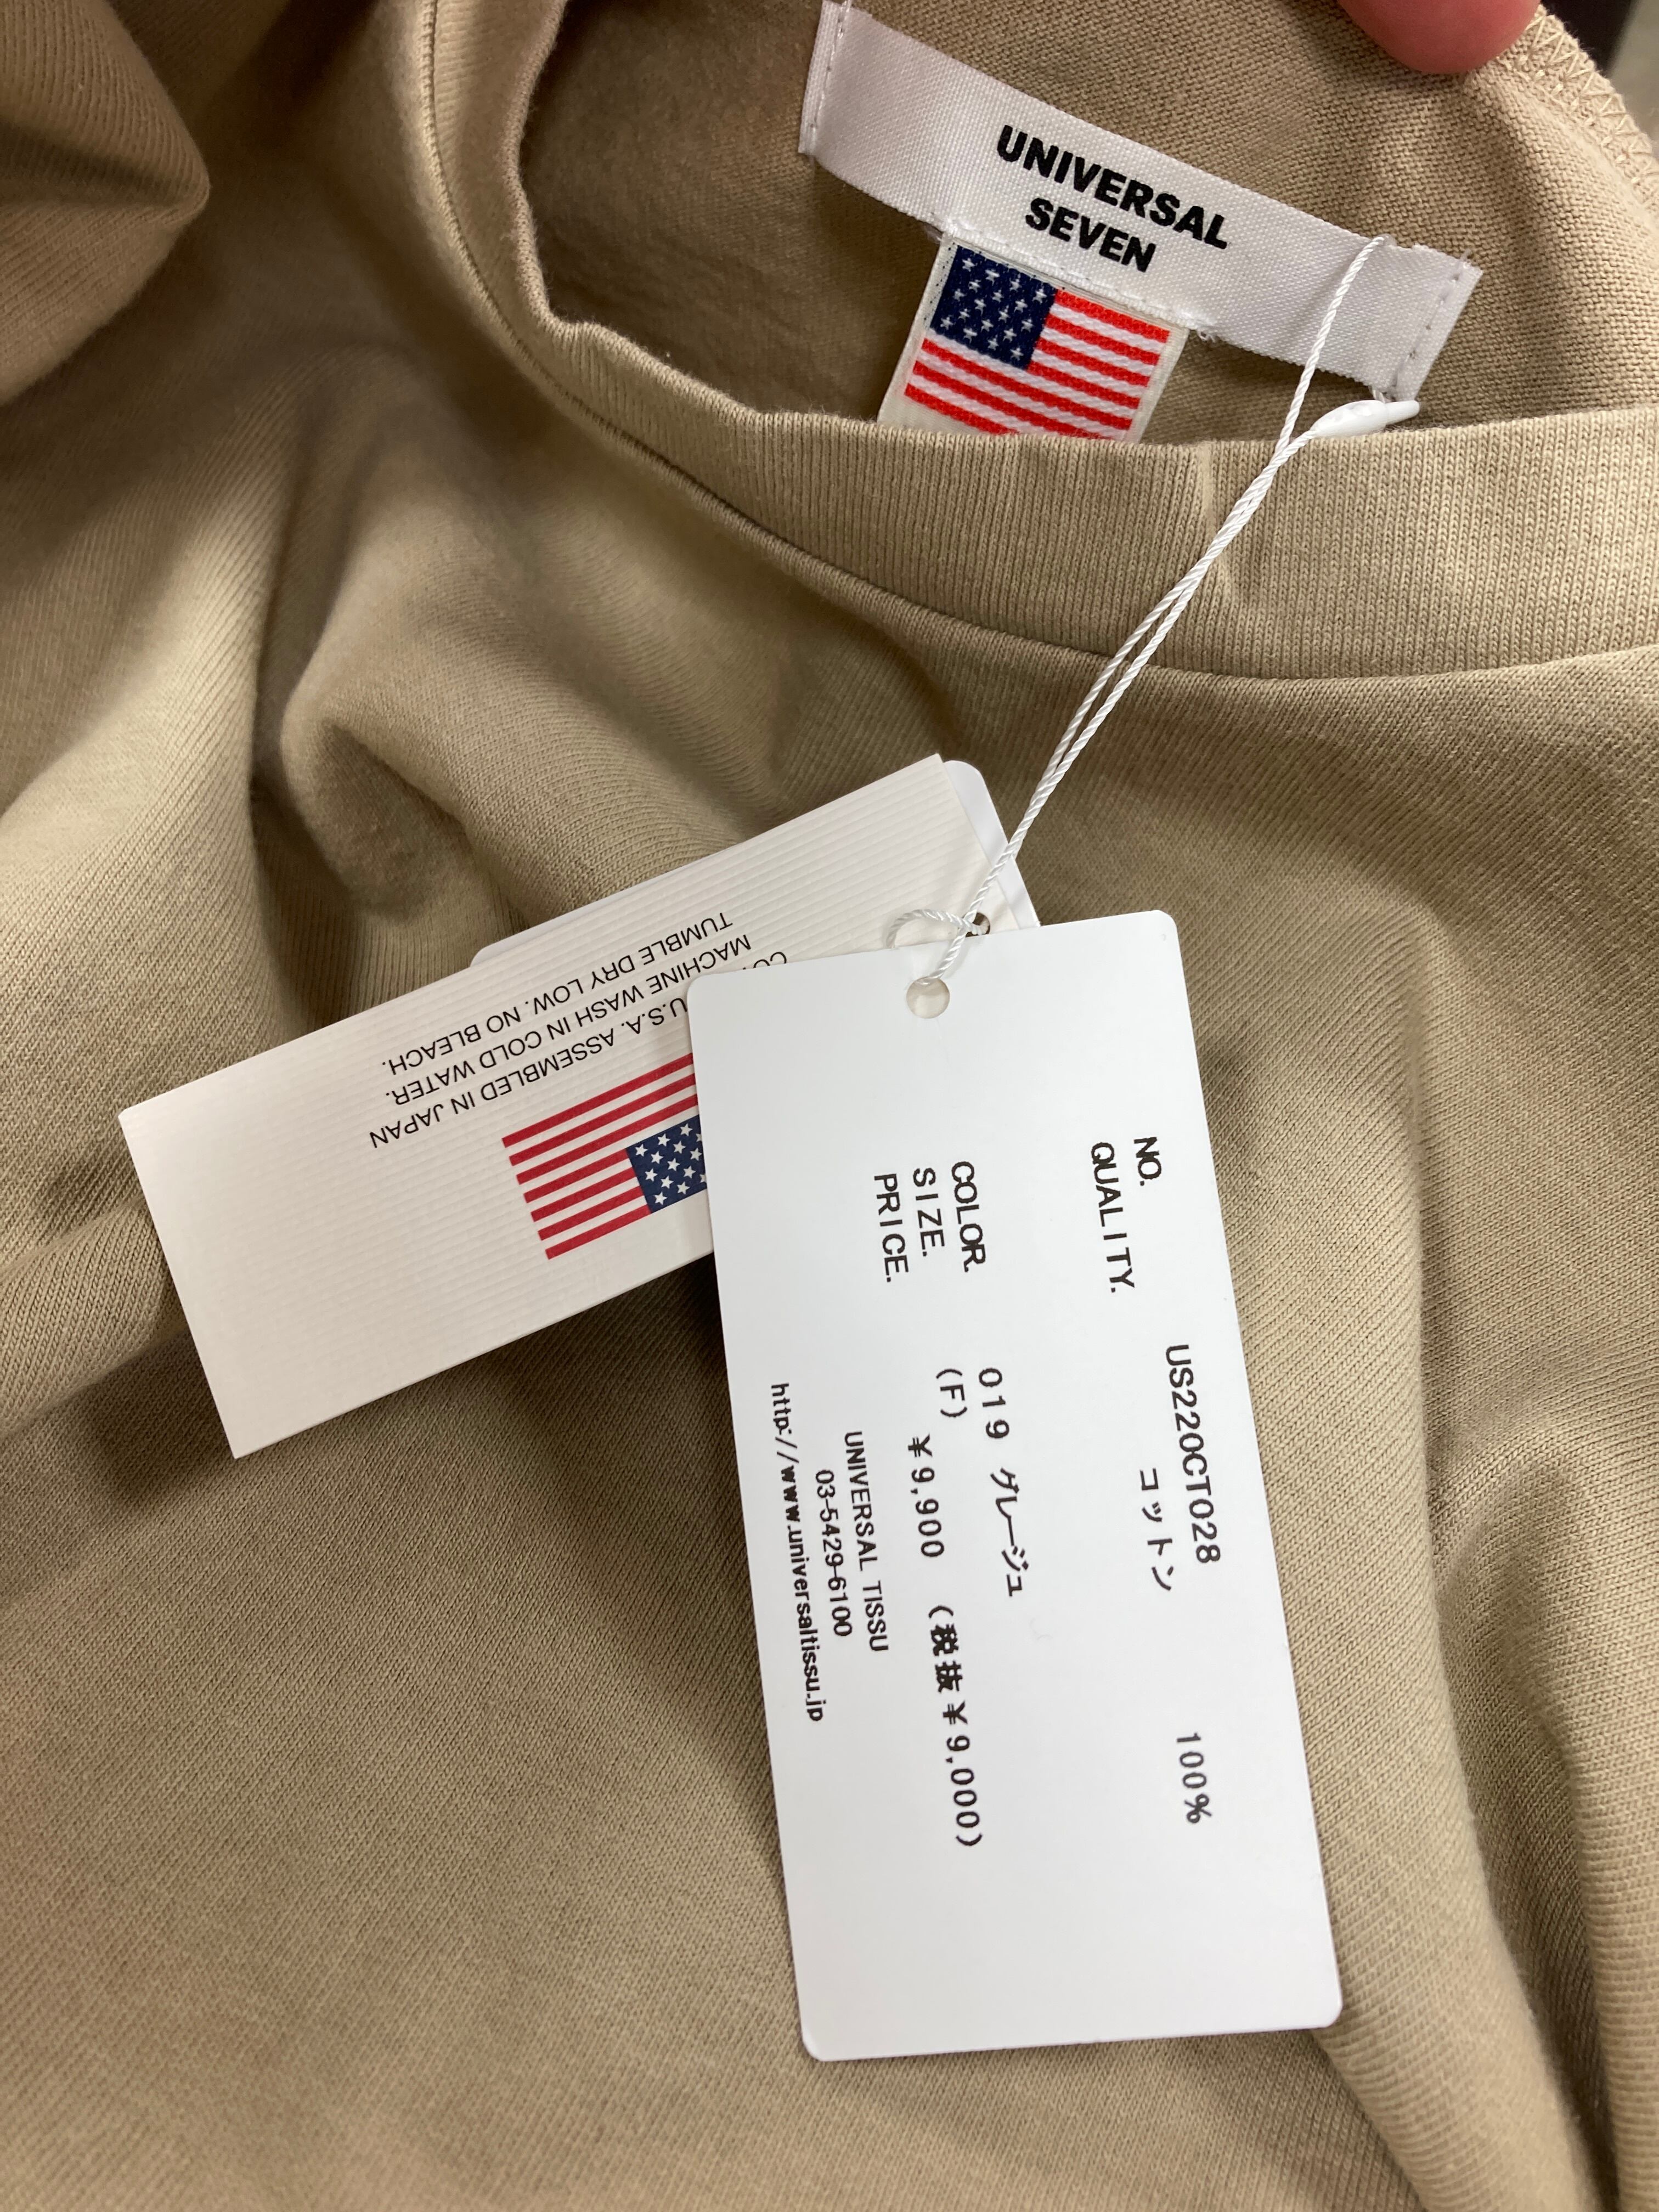 UNIVERSAL
SEVEN
U.S.A. ASSEMBLED IN JAPAN
MACHINE WASH IN COLD WATER.
TUMBLE DRY LOW. NO BLEACH.
NO. US220CT028
QUALITY. コットン 100%
COLOR. 019 グレージュ
SIZE. (F)
PRICE. ¥9,900 (税抜¥9,000)
UNIVERSAL TISSU
03-5429-6100
http://www.universaltissu.jp